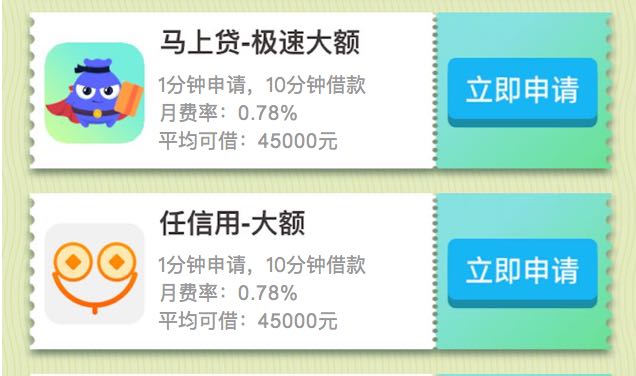 马上贷-极速大额
1分钟申请，10分钟借款
月费率：0.78%
平均可借：45000元
立即申请
任信用-大额
1分钟申请，10分钟借款
月费率：0.78%
平均可借：45000元
立即申请